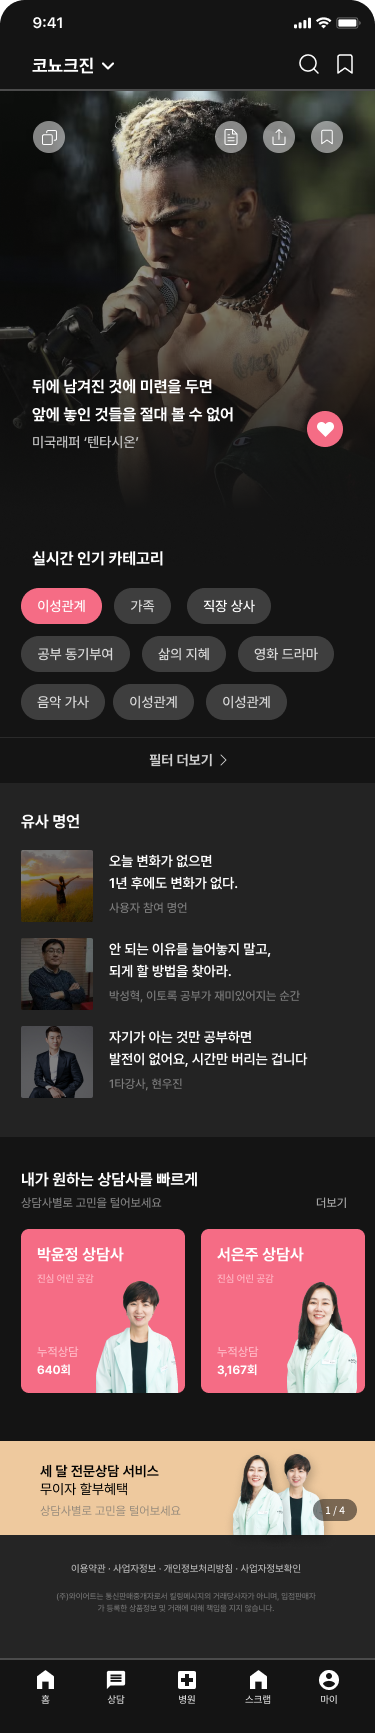 9:41
코뇨크진
뒤에 남겨진 것에 미련을 두면
앞에 놓인 것들을 절대 볼 수 없어
미국래퍼 ‘텐타시온’
실시간 인기 카테고리
이성관계 가족 직장 상사
공부 동기부여 삶의 지혜 영화 드라마
음악 가사 이성관계 이성관계
필터 더보기
유사 명언
오늘 변화가 없으면
1년 후에도 변화가 없다.
사용자 참여 명언
안 되는 이유를 늘어놓지 말고,
되게 할 방법을 찾아라.
박성혁, 이토록 공부가 재미있어지는 순간
자기가 아는 것만 공부하면
발전이 없어요, 시간만 버리는 겁니다
1타강사, 현우진
내가 원하는 상담사를 빠르게
상담사별로 고민을 털어보세요 더보기
박윤정 상담사
진심 어린 공감
누적상담
640회
서은주 상담사
진심 어린 공감
누적상담
3,167회
세 달 전문상담 서비스
무이자 할부혜택
상담사별로 고민을 털어보세요
1 / 4
이용약관 · 사업자정보 · 개인정보처리방침 · 사업자정보확인
(주)와이어트는 통신판매중개자로서 킬링메시지의 거래당사자가 아니며, 입점판매자
가 등록한 상품정보 및 거래에 대해 책임을 지지 않습니다.
홈 상담 병원 스크랩 마이